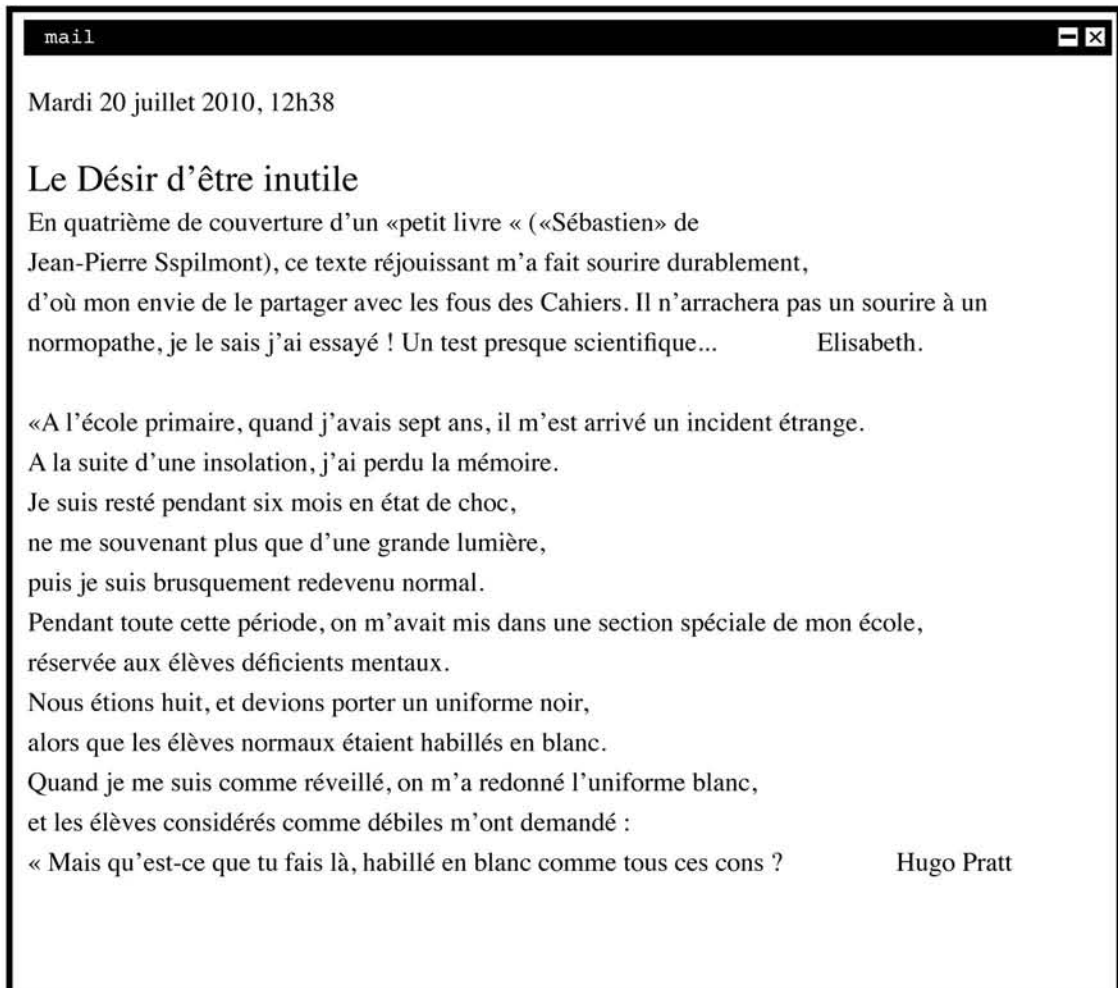 mail
Mardi 20 juillet 2010, 12h38
Le Désir d’être inutile
En quatrième de couverture d’un «petit livre « («Sébastien» de
Jean-Pierre Sspilmont), ce texte réjouissant m’a fait sourire durablement,
d’où mon envie de le partager avec les fous des Cahiers. Il n’arrachera pas un sourire à un
normopathe, je le sais j’ai essayé ! Un test presque scientifique... Elisabeth.
«A l’école primaire, quand j’avais sept ans, il m’est arrivé un incident étrange.
A la suite d’une insolation, j’ai perdu la mémoire.
Je suis resté pendant six mois en état de choc,
ne me souvenant plus que d’une grande lumière,
puis je suis brusquement redevenu normal.
Pendant toute cette période, on m’avait mis dans une section spéciale de mon école,
réservée aux élèves déficients mentaux.
Nous étions huit, et devions porter un uniforme noir,
alors que les élèves normaux étaient habillés en blanc.
Quand je me suis comme réveillé, on m’a redonné l’uniforme blanc,
et les élèves considérés comme débiles m’ont demandé :
« Mais qu’est-ce que tu fais là, habillé en blanc comme tous ces cons ? Hugo Pratt